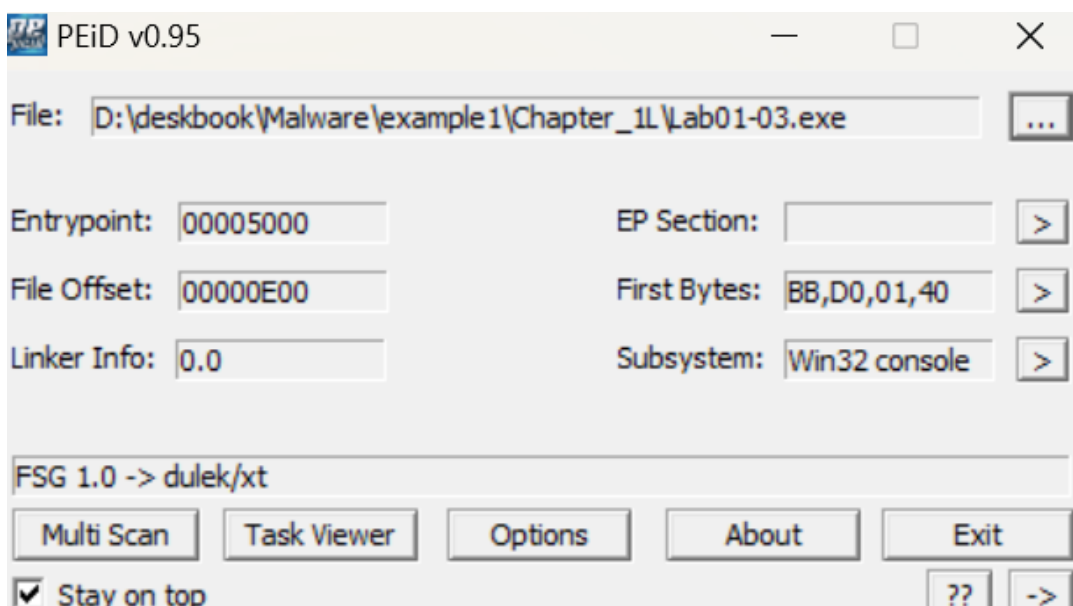 PEiD v0.95
File: D:\deskbook\Malware\example1\Chapter_1L\Lab01-03.exe ...
Entrypoint: 00005000 EP Section: >
File Offset: 00000E00 First Bytes: BB,D0,01,40 >
Linker Info: 0.0 Subsystem: Win32 console >
FSG 1.0 -> dulek/xt
Multi Scan Task Viewer Options About Exit
Stay on top ?? ->